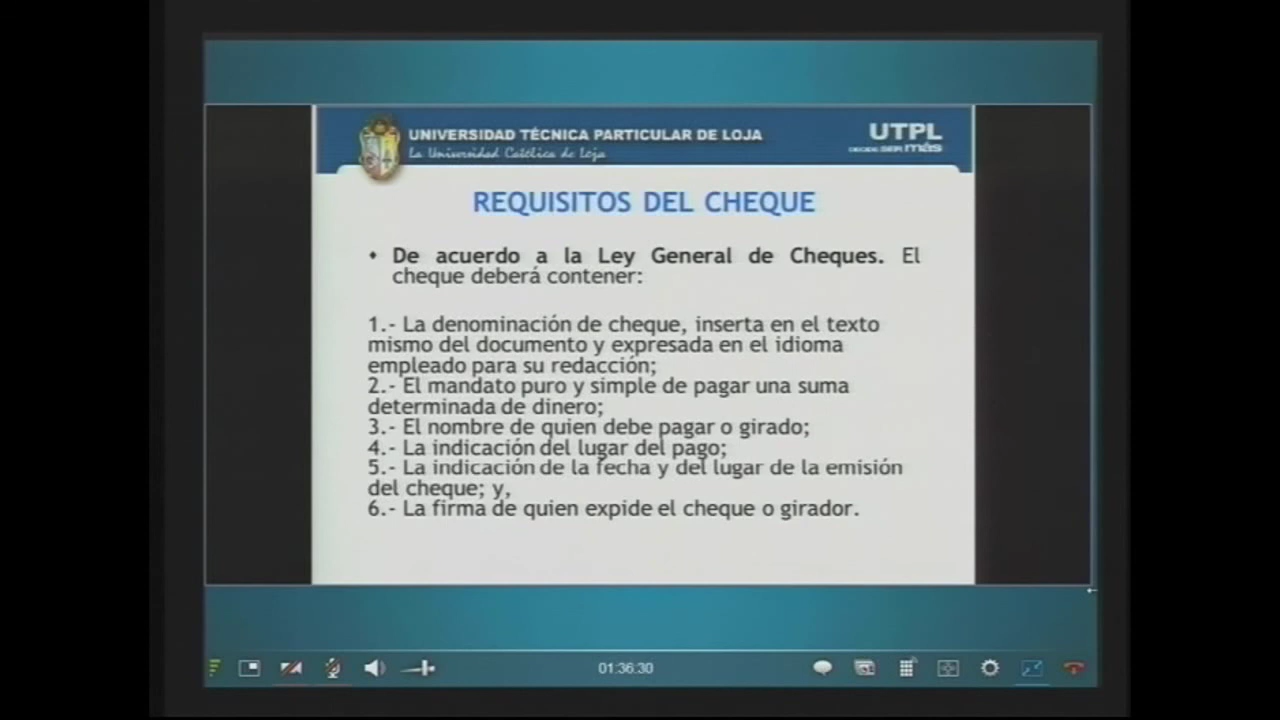 UNIVERSIDAD TÉCNICA PARTICULAR DE LOJA
La Universidad Católica de Loja
UTPL
DECIDE SER más
REQUISITOS DEL CHEQUE
• De acuerdo a la Ley General de Cheques. El
cheque deberá contener:
1.- La denominación de cheque, inserta en el texto
mismo del documento y expresada en el idioma
empleado para su redacción;
2.- El mandato puro y simple de pagar una suma
determinada de dinero;
3.- El nombre de quien debe pagar o girado;
4.- La indicación del lugar del pago;
5.- La indicación de la fecha y del lugar de la emisión
del cheque; y,
6.- La firma de quien expide el cheque o girador.
01:36:30